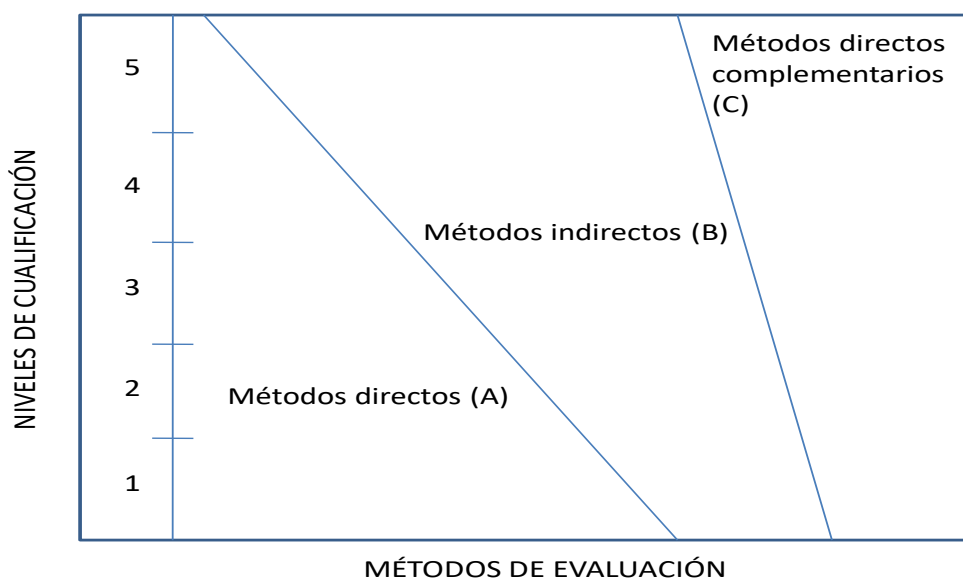 NIVELES DE CUALIFICACIÓN
5
4
3
2
1
Métodos directos
complementarios
(C)
Métodos indirectos (B)
Métodos directos (A)
MÉTODOS DE EVALUACIÓN